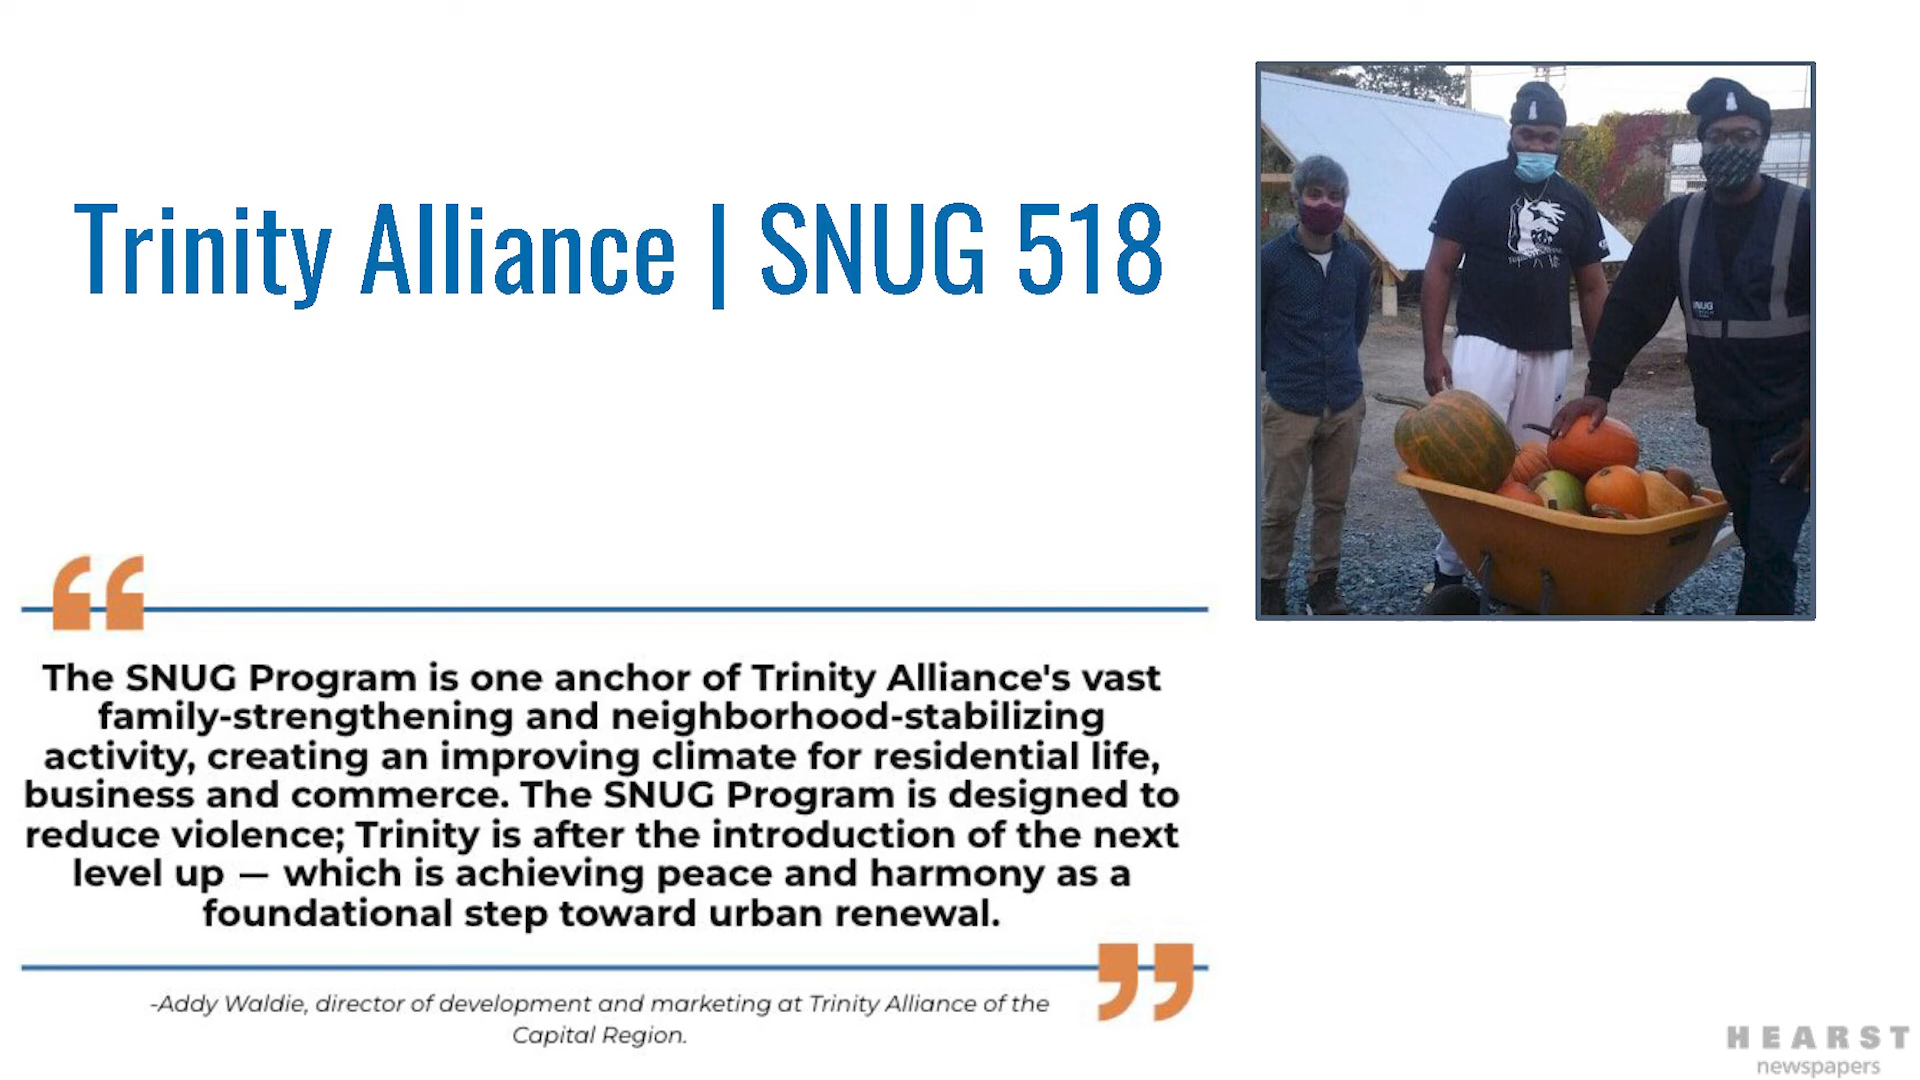 Trinity Alliance | SNUG 518
SNUG
“
The SNUG Program is one anchor of Trinity Alliance's vast
family-strengthening and neighborhood-stabilizing
activity, creating an improving climate for residential life,
business and commerce. The SNUG Program is designed to
reduce violence; Trinity is after the introduction of the next
level up — which is achieving peace and harmony as a
foundational step toward urban renewal.
”
-Addy Waldie, director of development and marketing at Trinity Alliance of the
Capital Region.
HEARST
newspapers